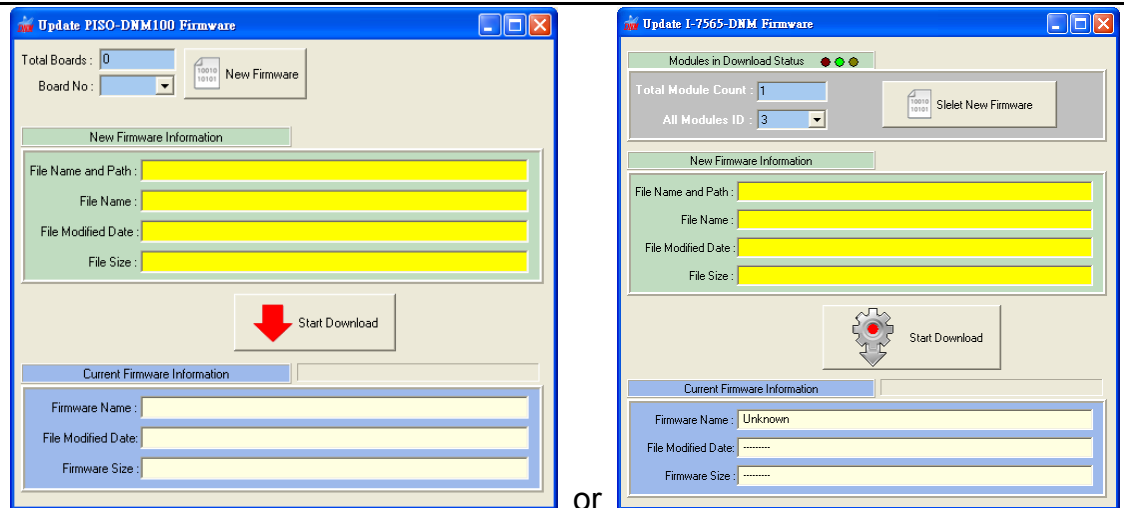 Update PISO-DNM100 Firmware
Total Boards : 0
Board No :
10010
10101
New Firmware
New Firmware Information
File Name and Path :
File Name :
File Modified Date :
File Size :
Start Download
Current Firmware Information
Firmware Name :
File Modified Date:
Firmware Size :
or
Update I-7565-DNM Firmware
Modules in Download Status
Total Module Count : 1
All Modules ID : 3
10010
10101
Slelet New Firmware
New Firmware Information
File Name and Path :
File Name :
File Modified Date :
File Size :
Start Download
Current Firmware Information
Firmware Name : Unknown
File Modified Date: ---------
Firmware Size : ---------